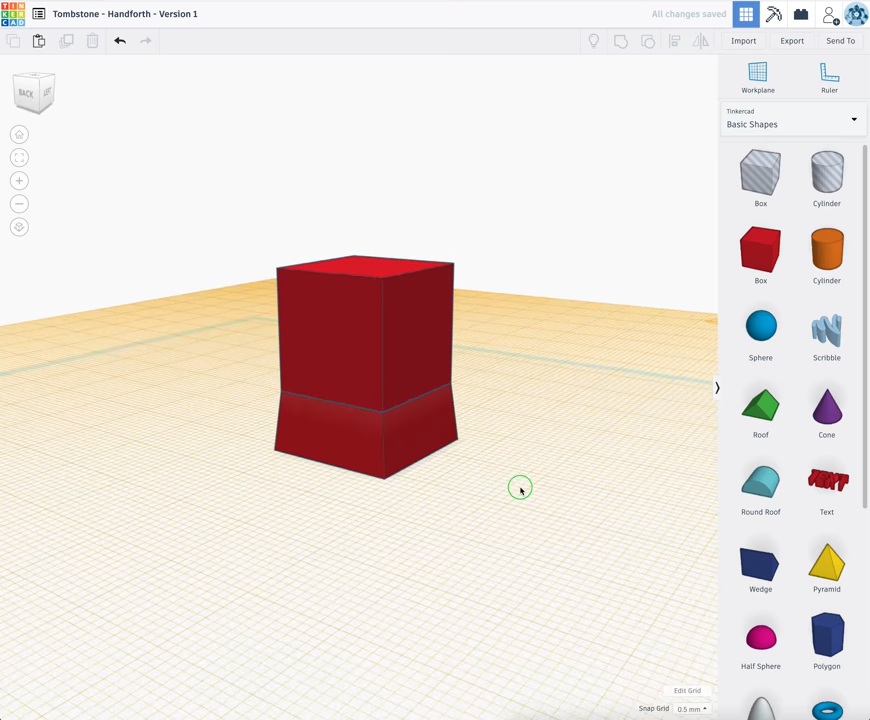 TIN
KER
CAD
Tombstone - Handforth - Version 1
All changes saved
Import
Export
Send To
BACK
LEFT
Workplane
Ruler
Tinkercad
Basic Shapes
Box
Cylinder
Box
Cylinder
Sphere
Scribble
Roof
Cone
Round Roof
TEXT
Text
Wedge
Pyramid
Half Sphere
Polygon
Edit Grid
Snap Grid
0.5 mm